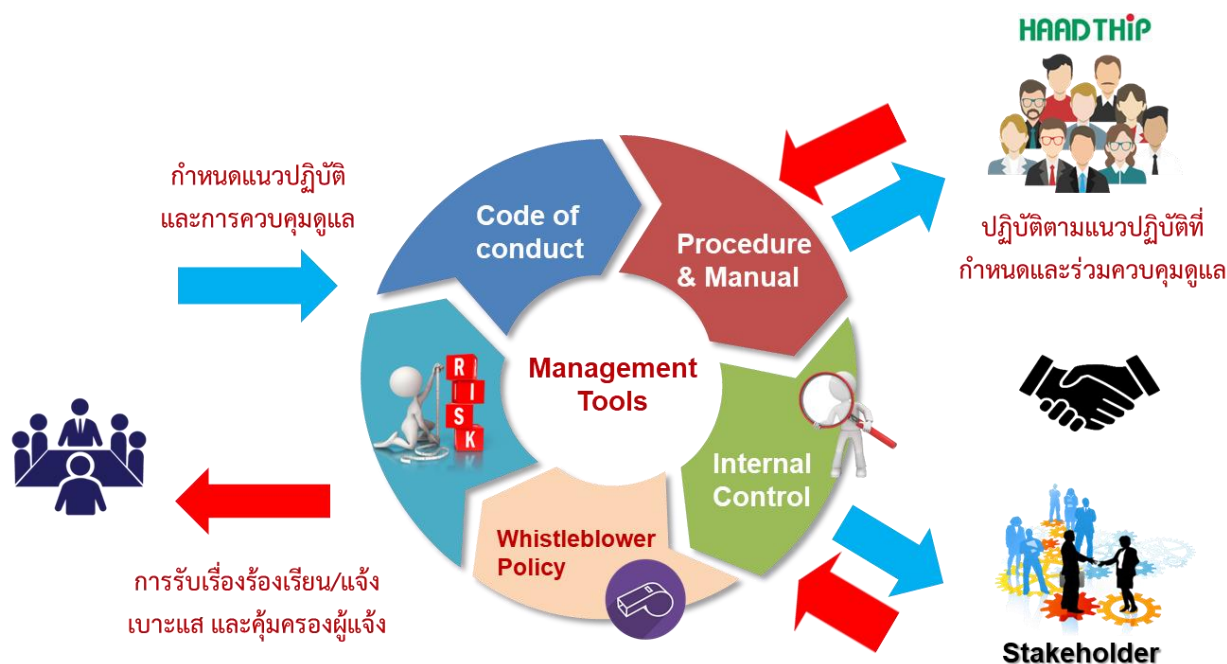 HAADTHiP
กำหนดแนวปฏิบัติ
และการควบคุมดูแล
Code of
conduct
Procedure
& Manual
ปฏิบัติตามแนวปฏิบัติที่
กำหนดและร่วมควบคุมดูแล
R
I
S
K
Management
Tools
Internal
Control
Whistleblower
Policy
การรับเรื่องร้องเรียน/แจ้ง
เบาะแส และคุ้มครองผู้แจ้ง
Stakeholder